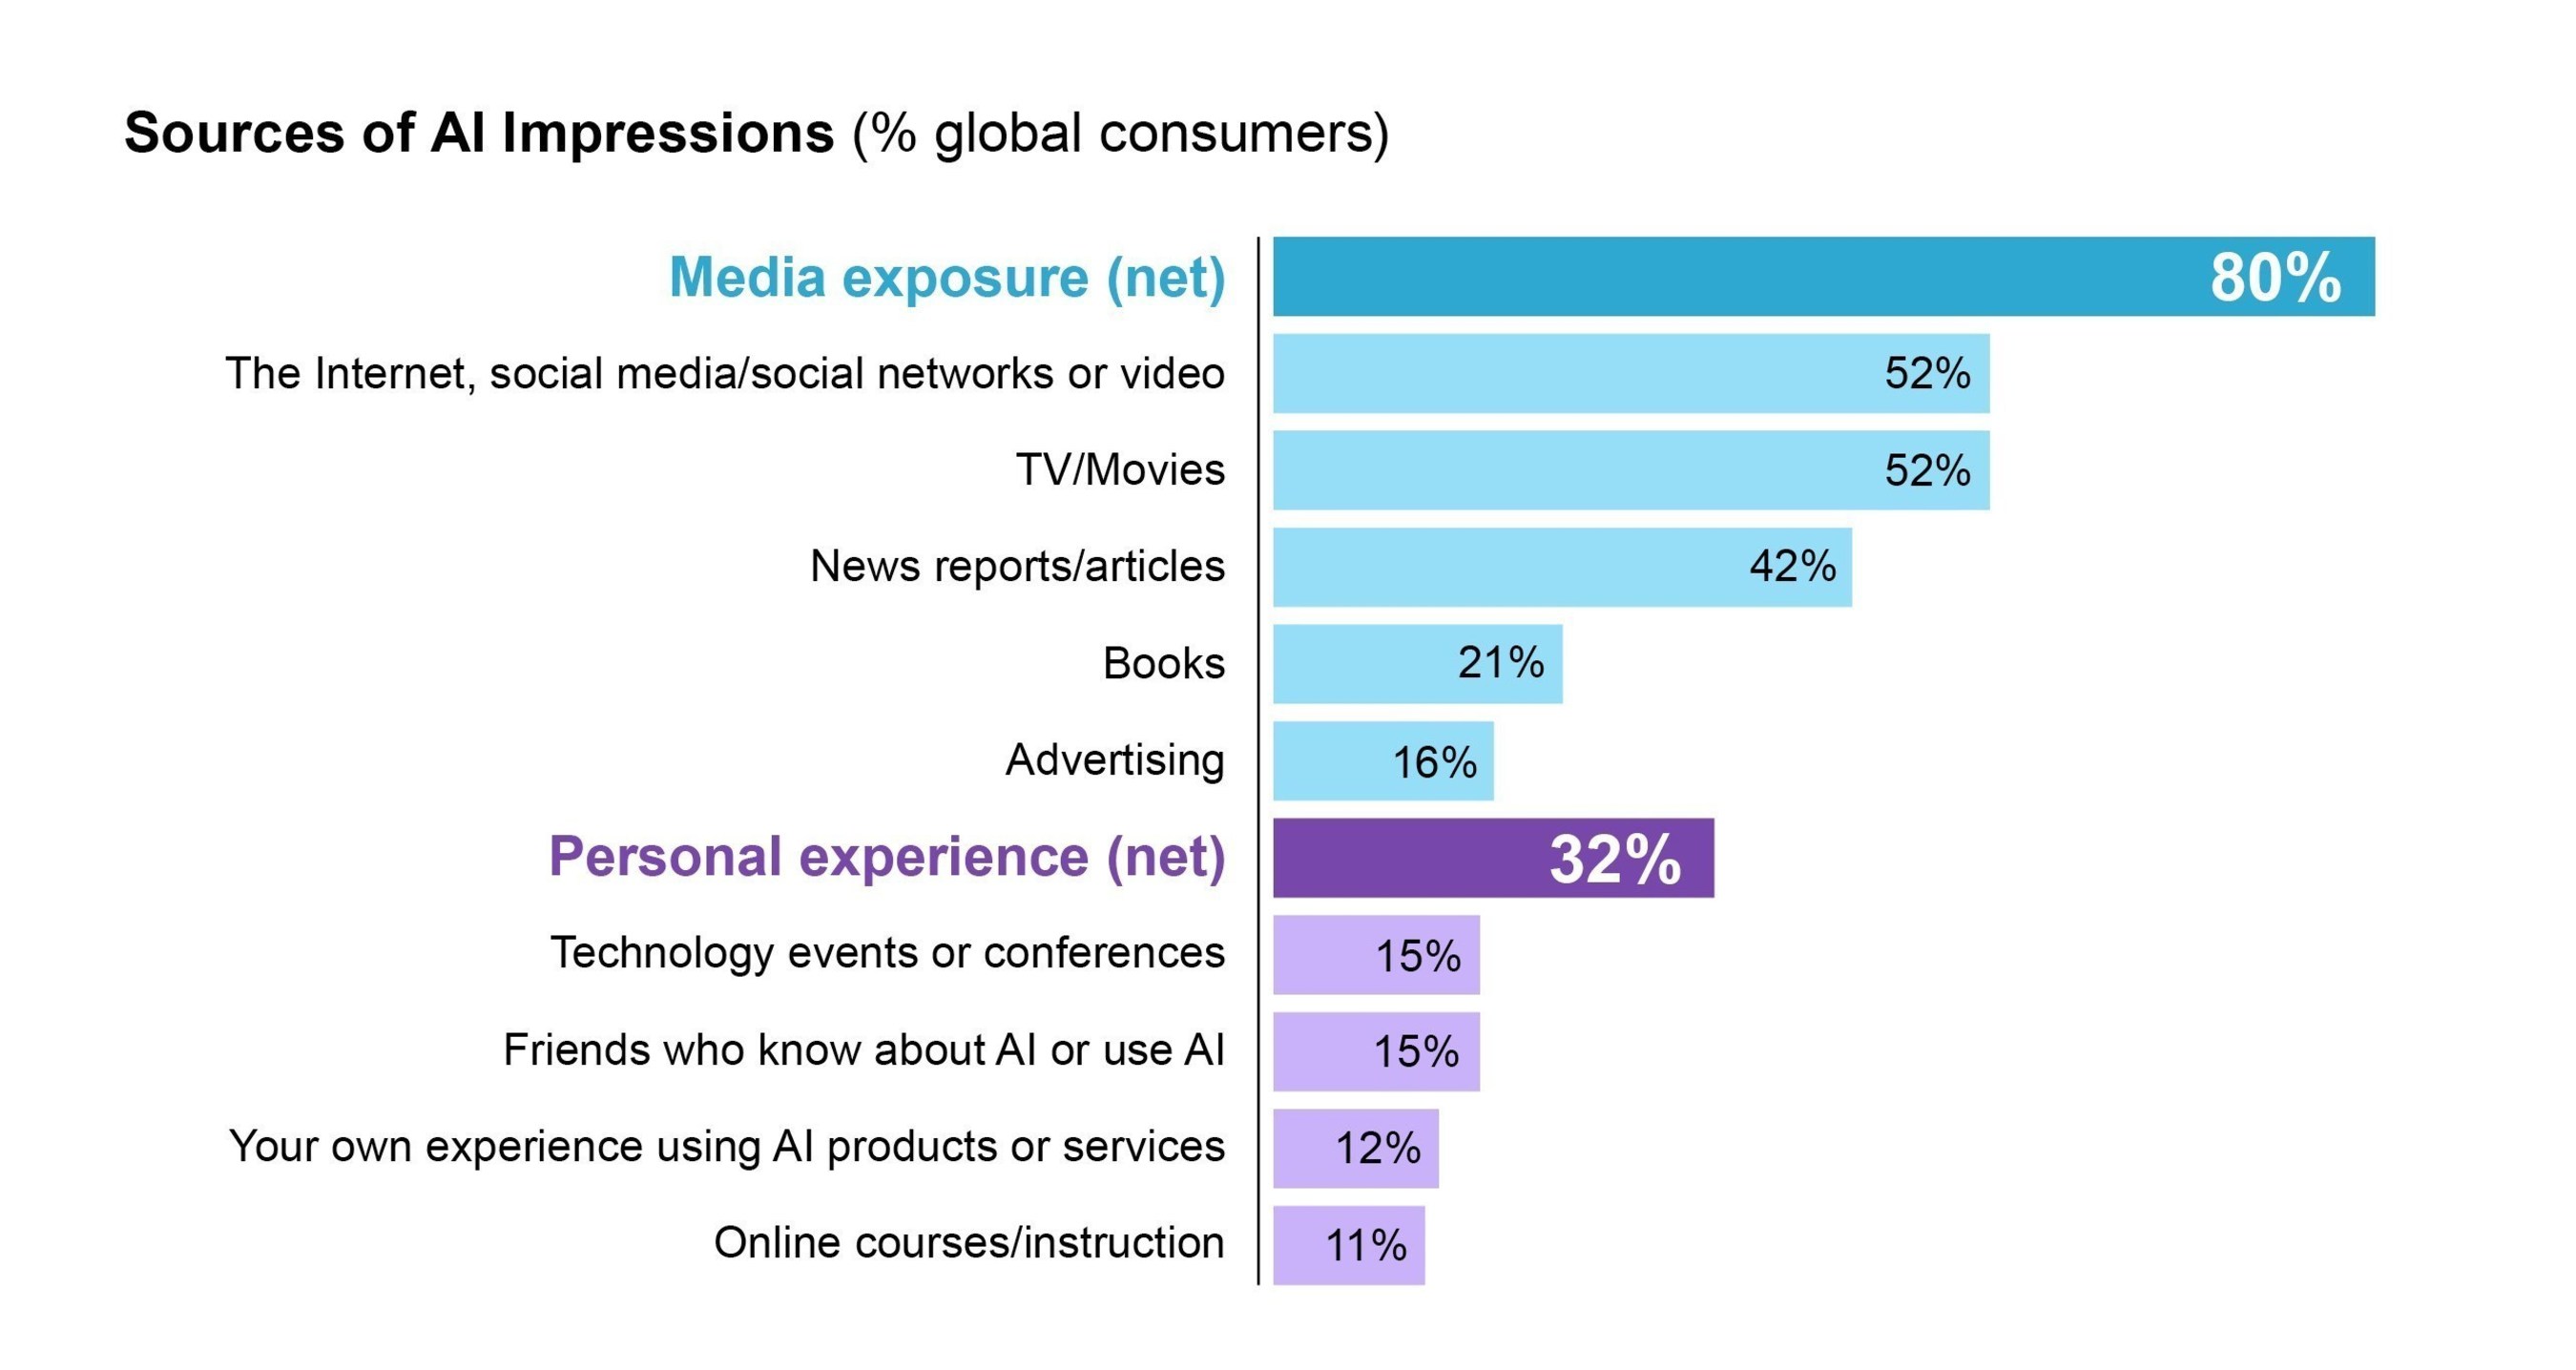 Sources of AI Impressions (% global consumers)
Media exposure (net) 80%
The Internet, social media/social networks or video 52%
TV/Movies 52%
News reports/articles 42%
Books 21%
Advertising 16%
Personal experience (net) 32%
Technology events or conferences 15%
Friends who know about AI or use AI 15%
Your own experience using AI products or services 12%
Online courses/instruction 11%